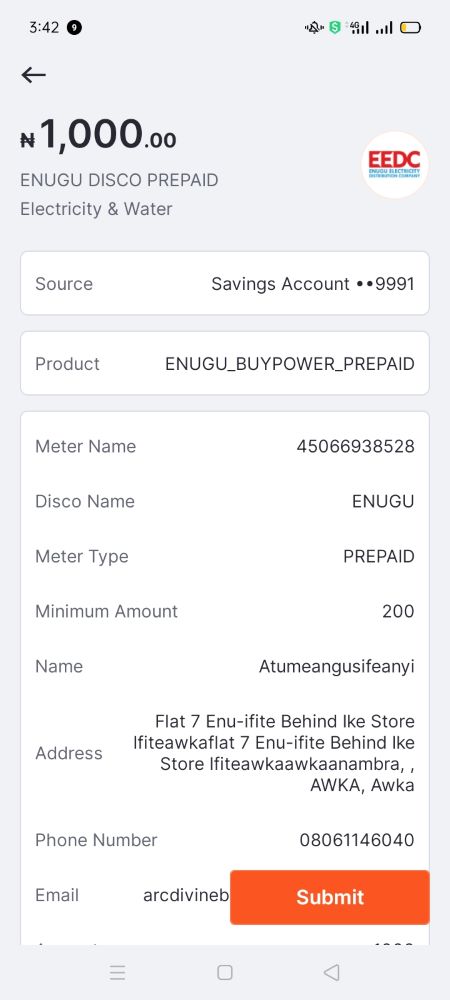 3:42 9
4G
₦1,000.00
ENUGU DISCO PREPAID
Electricity & Water
EEDC
ENUGU ELECTRICITY
DISTRIBUTION COMPANY
Source Savings Account ••9991
Product ENUGU_BUYPOWER_PREPAID
Meter Name 45066938528
Disco Name ENUGU
Meter Type PREPAID
Minimum Amount 200
Name Atumeangusifeanyi
Address Flat 7 Enu-ifite Behind Ike Store
Ifiteawkaflat 7 Enu-ifite Behind Ike
Store Ifiteawkaawkaanambra, ,
AWKA, Awka
Phone Number 08061146040
Email arcdivineb
Submit